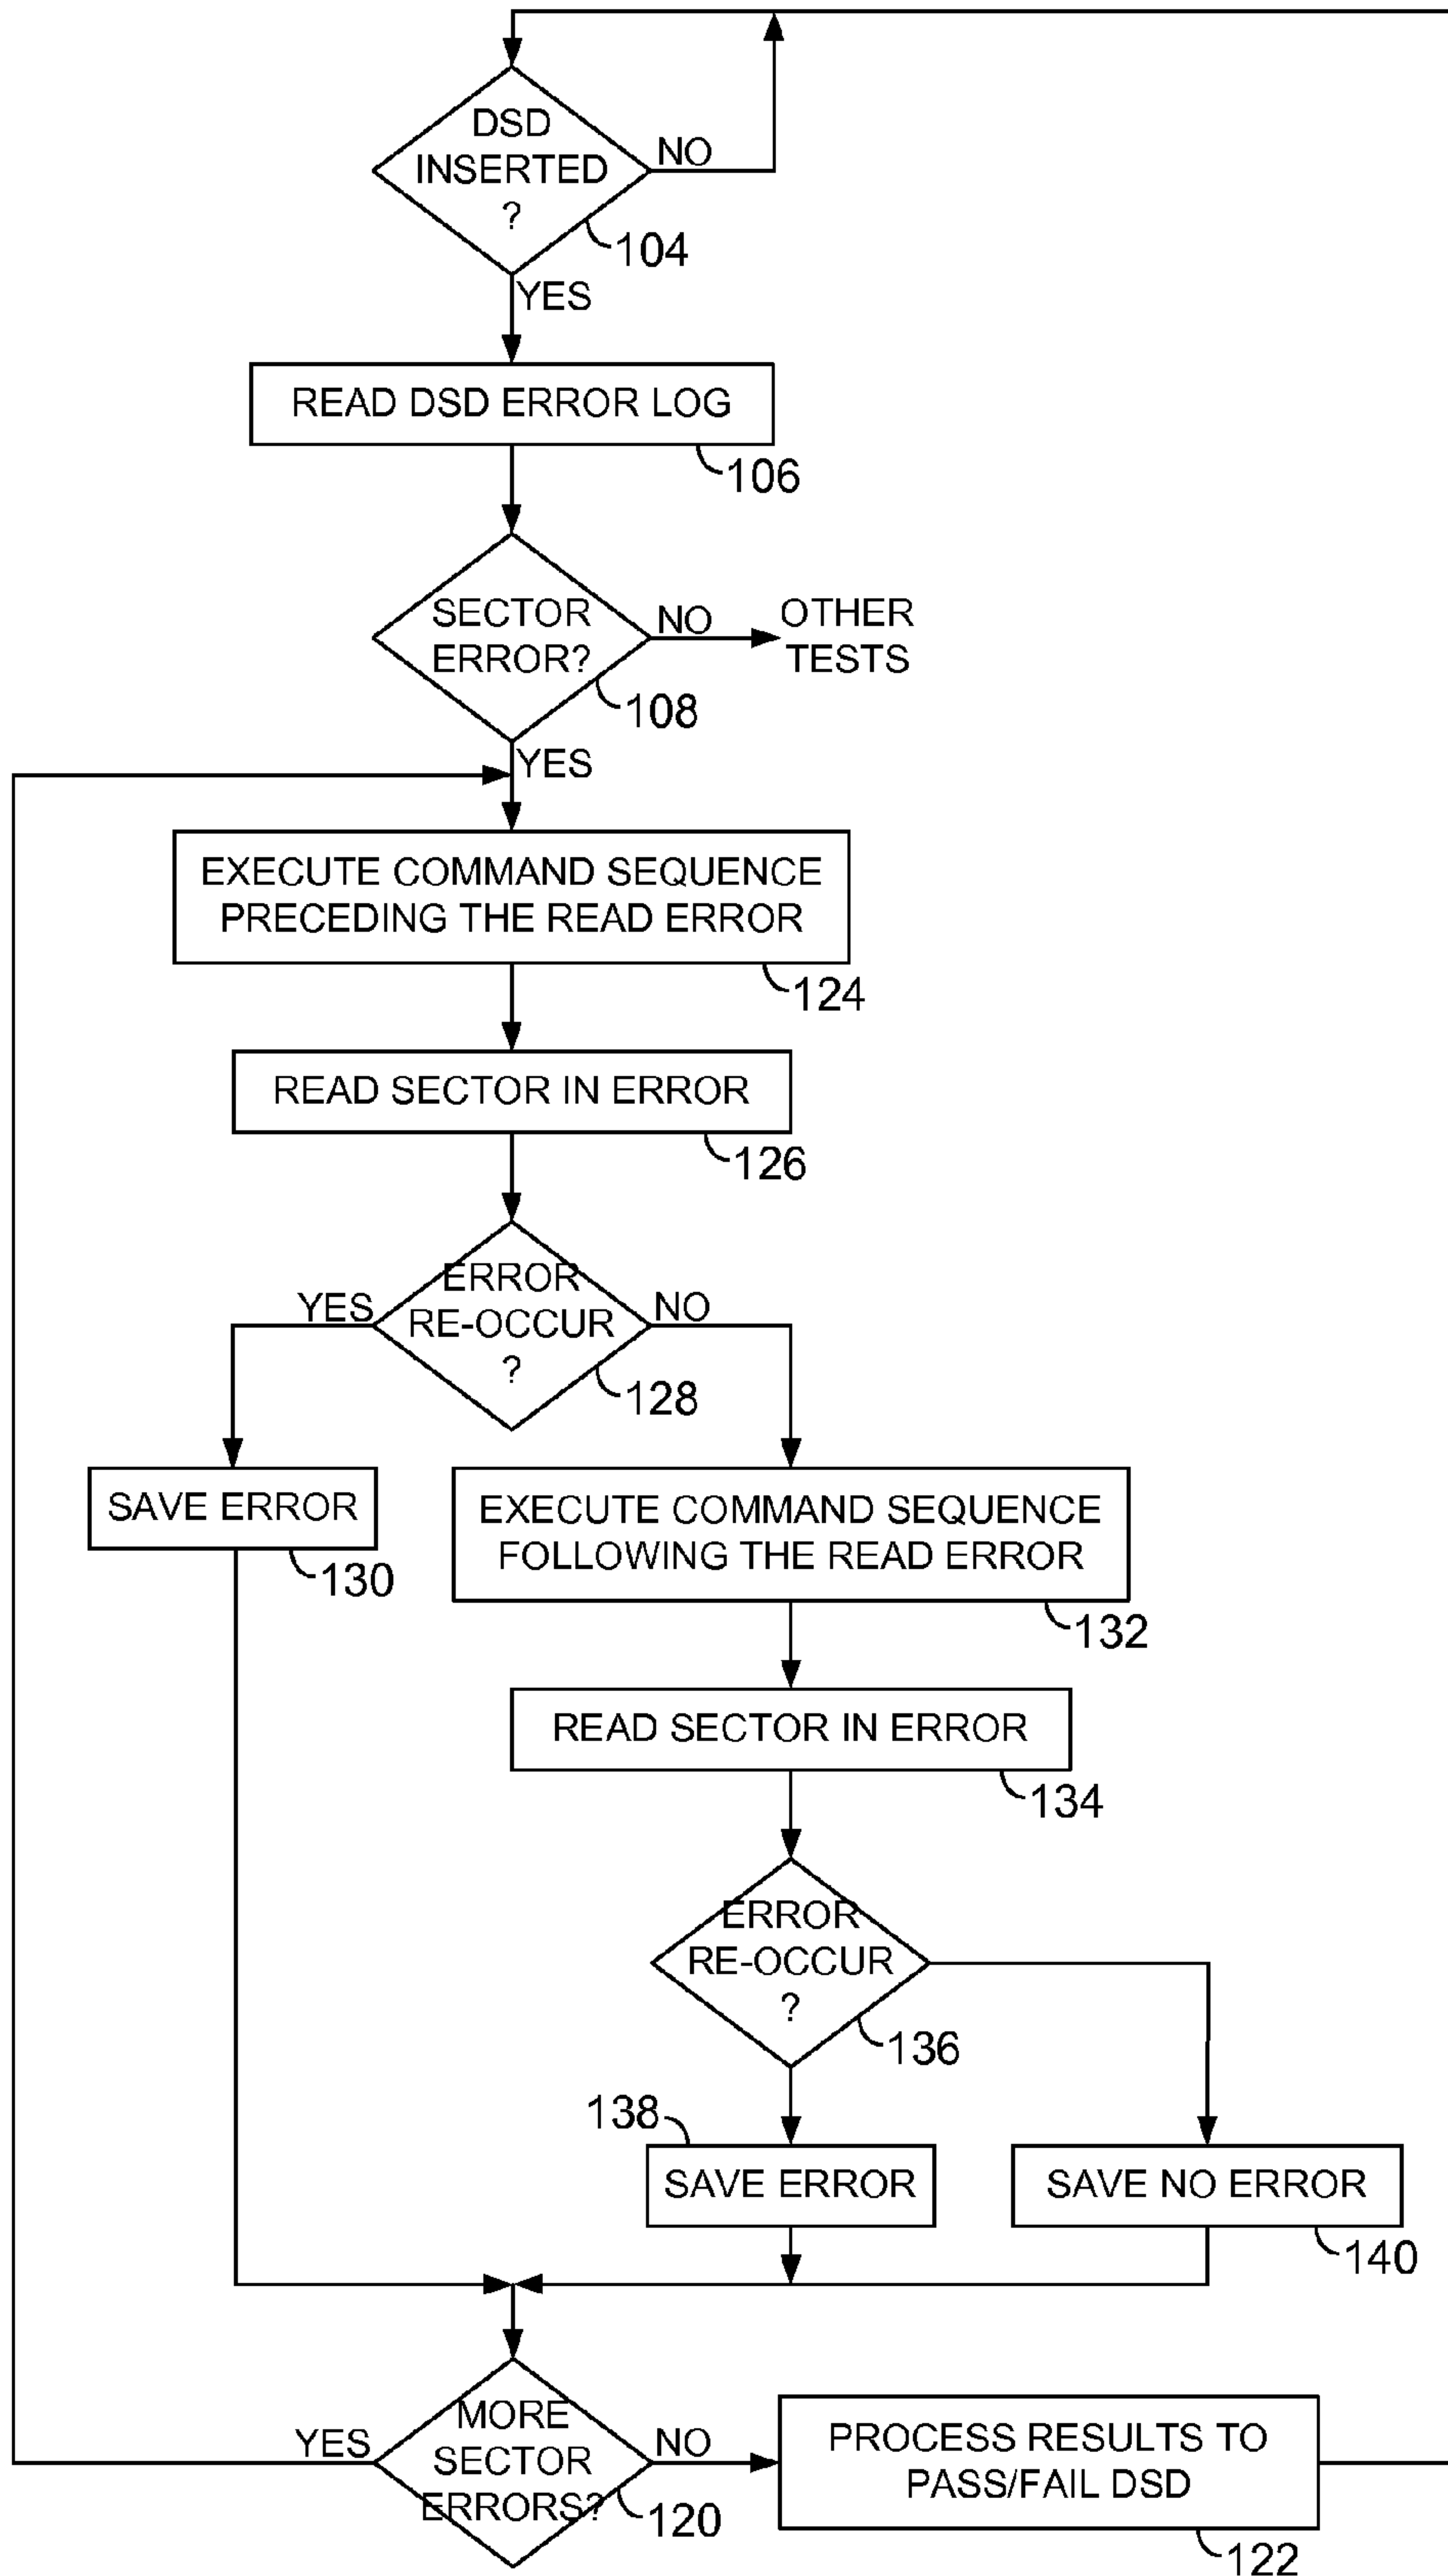 DSD
INSERTED
?
NO
104
YES
READ DSD ERROR LOG
106
SECTOR
ERROR?
NO
OTHER
TESTS
108
YES
EXECUTE COMMAND SEQUENCE
PRECEDING THE READ ERROR
124
READ SECTOR IN ERROR
126
ERROR
RE-OCCUR
?
YES
NO
128
SAVE ERROR
130
EXECUTE COMMAND SEQUENCE
FOLLOWING THE READ ERROR
132
READ SECTOR IN ERROR
134
ERROR
RE-OCCUR
?
136
138
SAVE ERROR
SAVE NO ERROR
140
MORE
SECTOR
ERRORS?
YES
NO
120
PROCESS RESULTS TO
PASS/FAIL DSD
122